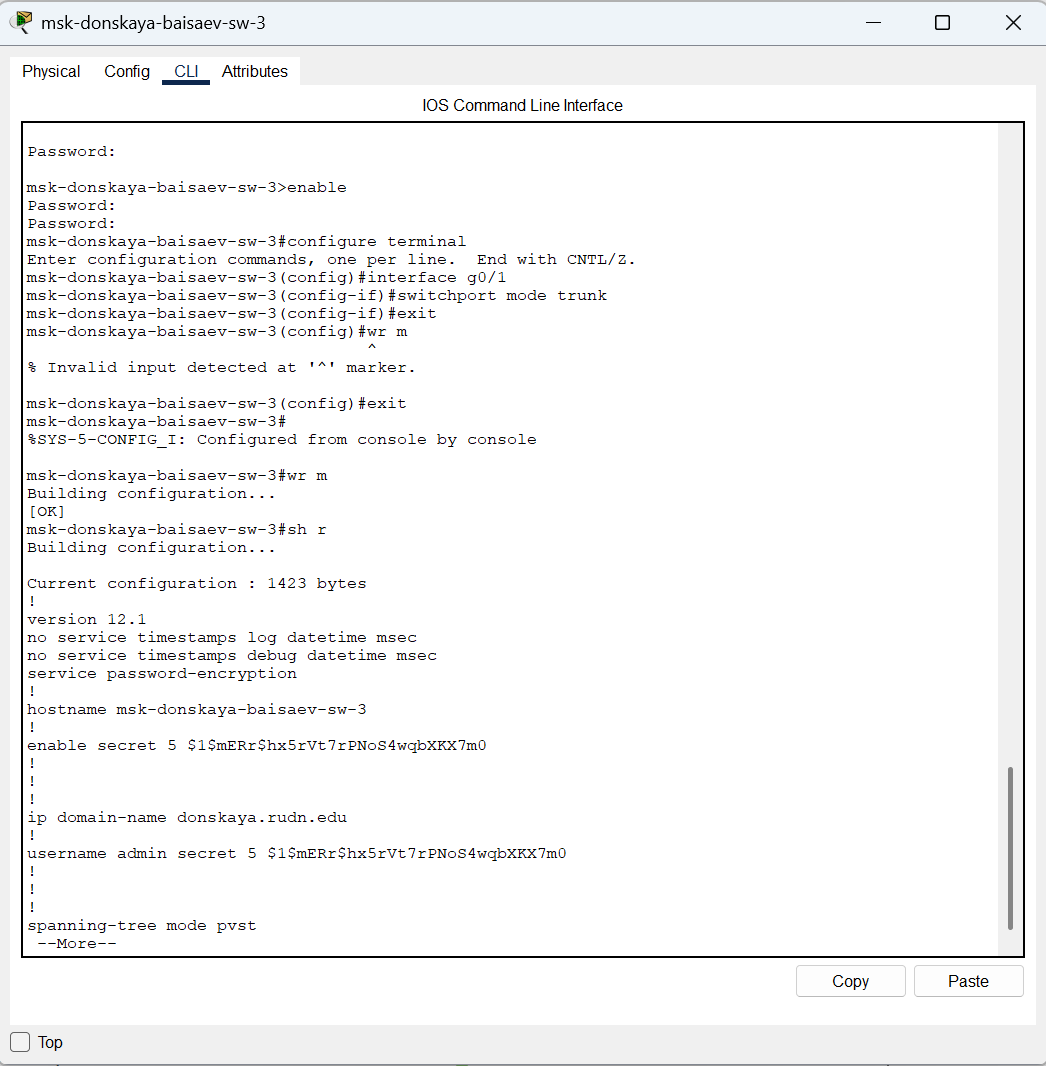 msk-donskaya-baisaev-sw-3
Physical Config CLI Attributes
IOS Command Line Interface
Password:
msk-donskaya-baisaev-sw-3>enable
Password:
Password:
msk-donskaya-baisaev-sw-3#configure terminal
Enter configuration commands, one per line.  End with CNTL/Z.
msk-donskaya-baisaev-sw-3(config)#interface g0/1
msk-donskaya-baisaev-sw-3(config-if)#switchport mode trunk
msk-donskaya-baisaev-sw-3(config-if)#exit
msk-donskaya-baisaev-sw-3(config)#wr m
^
% Invalid input detected at '^' marker.
msk-donskaya-baisaev-sw-3(config)#exit
msk-donskaya-baisaev-sw-3#
%SYS-5-CONFIG_I: Configured from console by console
msk-donskaya-baisaev-sw-3#wr m
Building configuration...
[OK]
msk-donskaya-baisaev-sw-3#sh r
Building configuration...
Current configuration : 1423 bytes
!
version 12.1
no service timestamps log datetime msec
no service timestamps debug datetime msec
service password-encryption
!
hostname msk-donskaya-baisaev-sw-3
!
enable secret 5 $1$mERr$hx5rVt7rPNoS4wqbXKX7m0
!
!
!
ip domain-name donskaya.rudn.edu
!
username admin secret 5 $1$mERr$hx5rVt7rPNoS4wqbXKX7m0
!
!
!
spanning-tree mode pvst
--More--
Copy Paste
Top